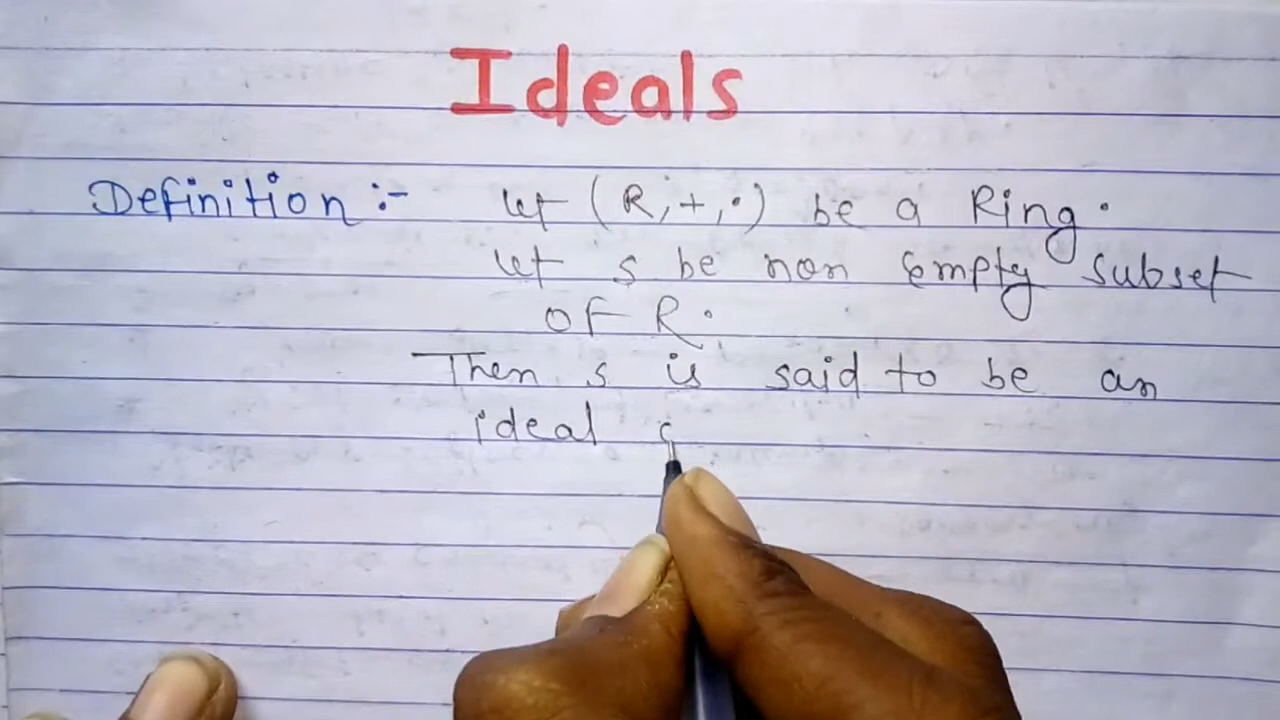 Ideals
Definition :- Let (R,+,·) be a Ring.
Let s be non empty subset
of R.
Then s is said to be an
ideal